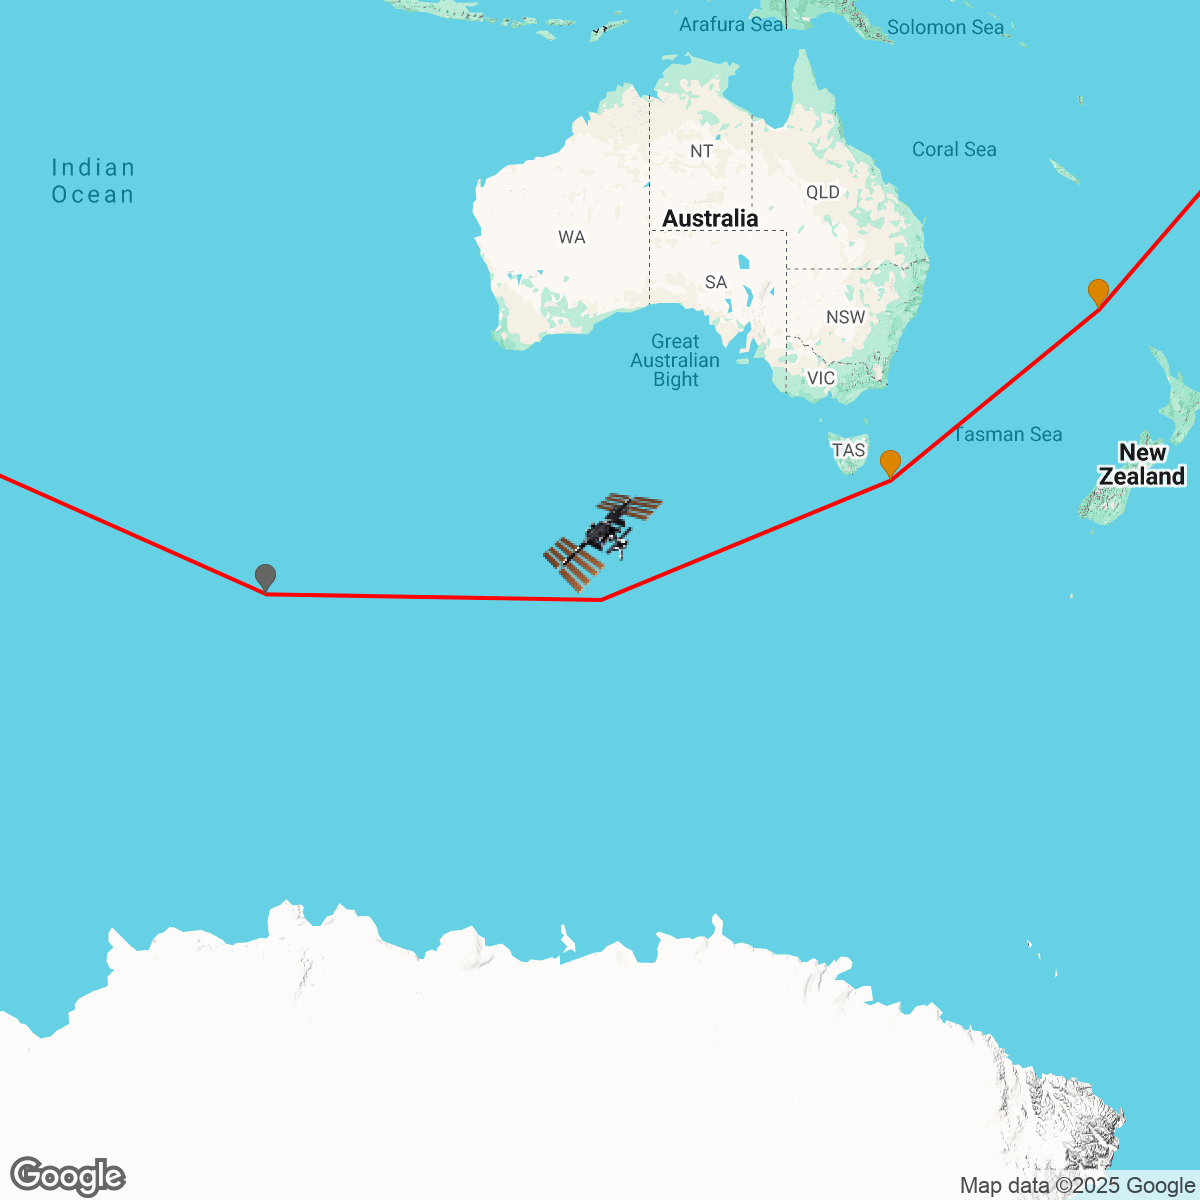 Arafura Sea
Solomon Sea
Indian
Ocean
NT
Coral Sea
QLD
Australia
WA
SA
NSW
Great
Australian
Bight
VIC
TAS
Tasman Sea
New
Zealand
Google
Map data ©2025 Google